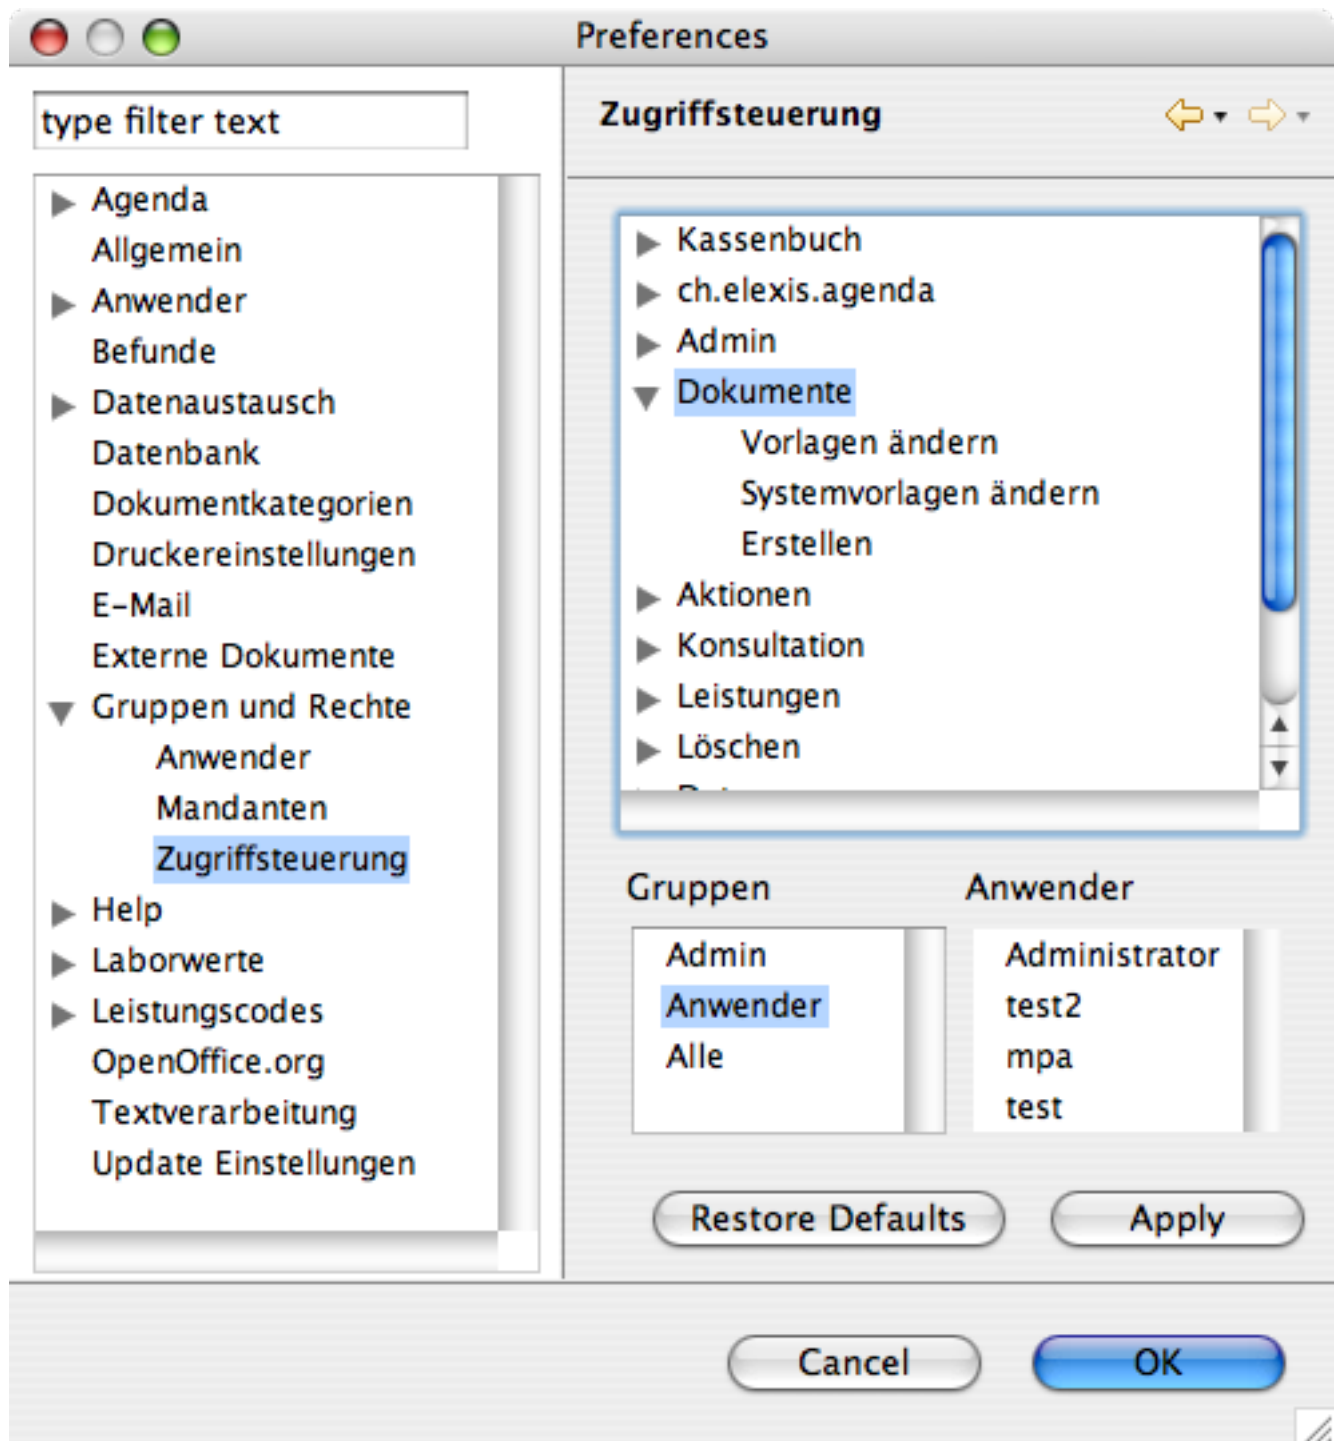 Preferences
type filter text
Agenda
Allgemein
Anwender
Befunde
Datenaustausch
Datenbank
Dokumentkategorien
Druckereinstellungen
E-Mail
Externe Dokumente
Gruppen und Rechte
Anwender
Mandanten
Zugriffsteuerung
Help
Laborwerte
Leistungscodes
OpenOffice.org
Textverarbeitung
Update Einstellungen
Zugriffsteuerung
Kassenbuch
ch.elexis.agenda
Admin
Dokumente
Vorlagen ändern
Systemvorlagen ändern
Erstellen
Aktionen
Konsultation
Leistungen
Löschen
Gruppen
Admin
Anwender
Alle
Anwender
Administrator
test2
mpa
test
Restore Defaults
Apply
Cancel
OK